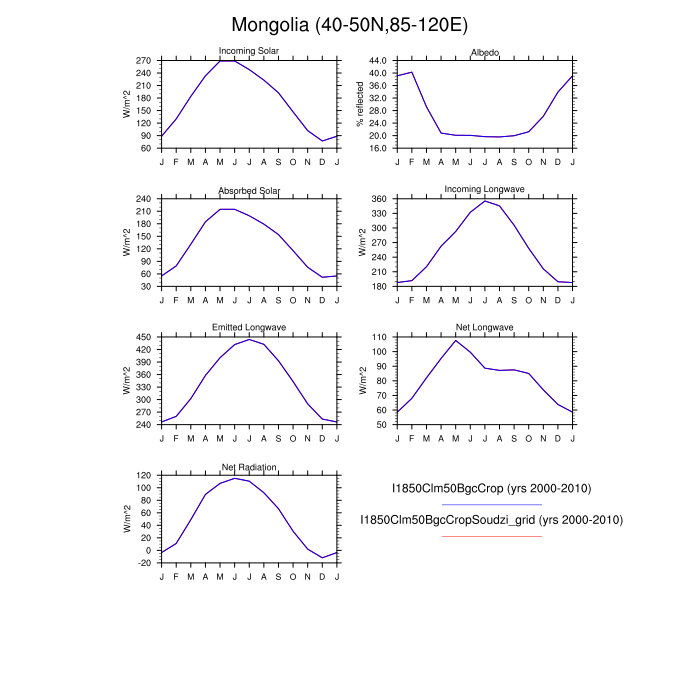 Mongolia (40-50N,85-120E)
Incoming Solar
W/m^2
270
240
210
180
150
120
90
60
J F M A M J J A S O N D J
Albedo
% reflected
44.0
40.0
36.0
32.0
28.0
24.0
20.0
16.0
J F M A M J J A S O N D J
Absorbed Solar
W/m^2
240
210
180
150
120
90
60
30
J F M A M J J A S O N D J
Incoming Longwave
W/m^2
360
330
300
270
240
210
180
J F M A M J J A S O N D J
Emitted Longwave
W/m^2
450
420
390
360
330
300
270
240
J F M A M J J A S O N D J
Net Longwave
W/m^2
110
100
90
80
70
60
50
J F M A M J J A S O N D J
Net Radiation
W/m^2
120
100
80
60
40
20
0
-20
J F M A M J J A S O N D J
I1850Clm50BgcCrop (yrs 2000-2010)
I1850Clm50BgcCropSoudzi_grid (yrs 2000-2010)